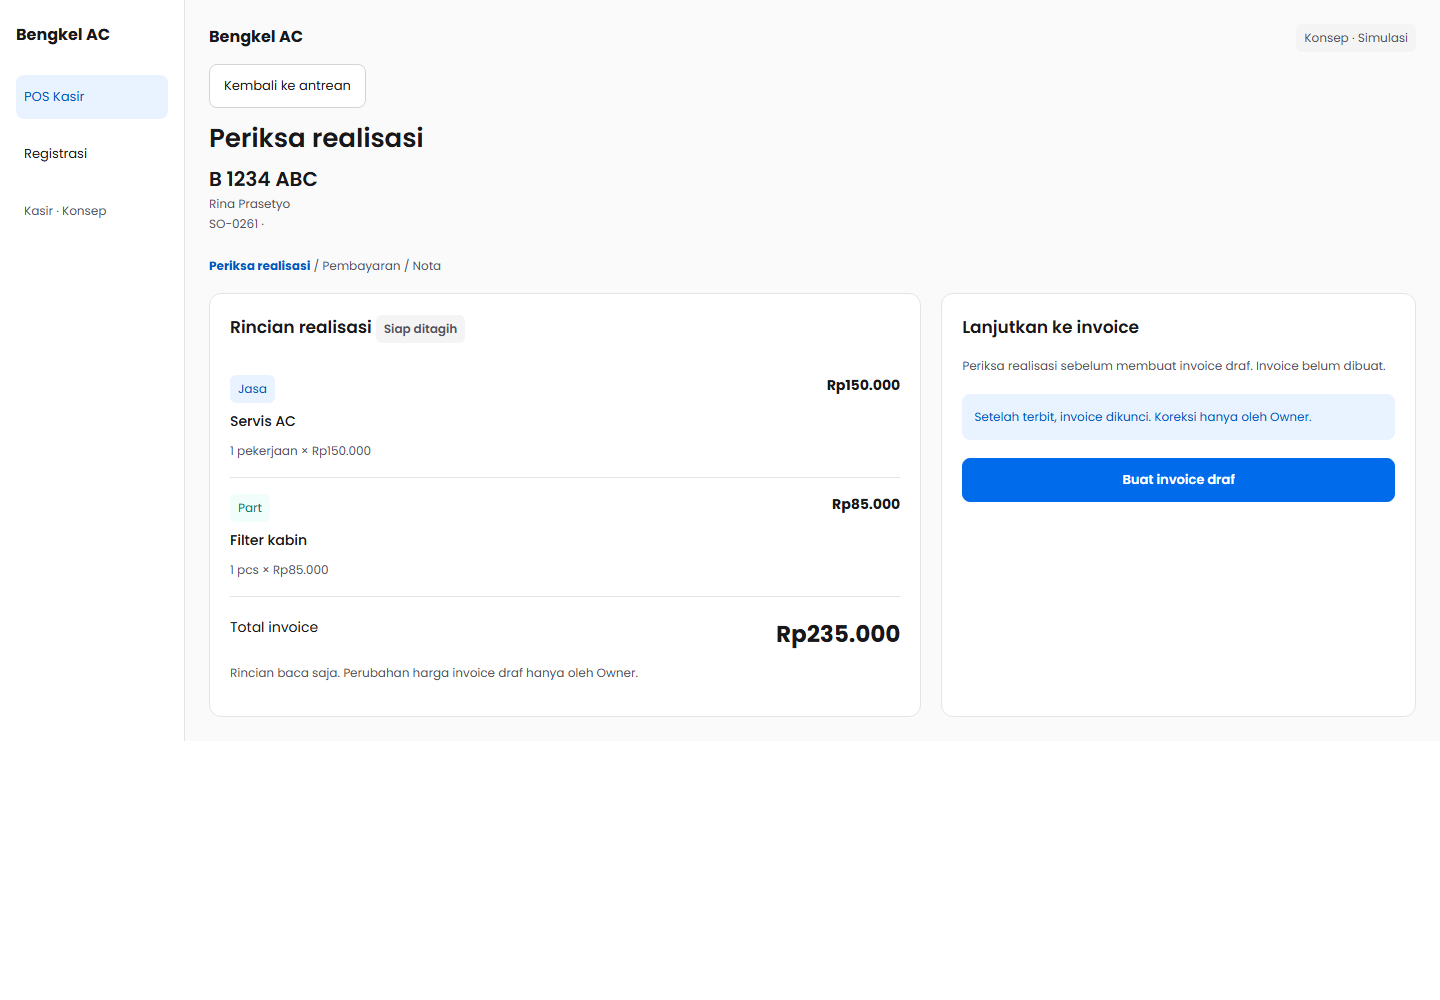 Bengkel AC
POS Kasir
Registrasi
Kasir · Konsep
Bengkel AC
Konsep · Simulasi
Kembali ke antrean
Periksa realisasi
B 1234 ABC
Rina Prasetyo
SO-0261 ·
Periksa realisasi / Pembayaran / Nota
Rincian realisasi Siap ditagih
Jasa
Rp150.000
Servis AC
1 pekerjaan × Rp150.000
Part
Rp85.000
Filter kabin
1 pcs × Rp85.000
Total invoice
Rp235.000
Rincian baca saja. Perubahan harga invoice draf hanya oleh Owner.
Lanjutkan ke invoice
Periksa realisasi sebelum membuat invoice draf. Invoice belum dibuat.
Setelah terbit, invoice dikunci. Koreksi hanya oleh Owner.
Buat invoice draf